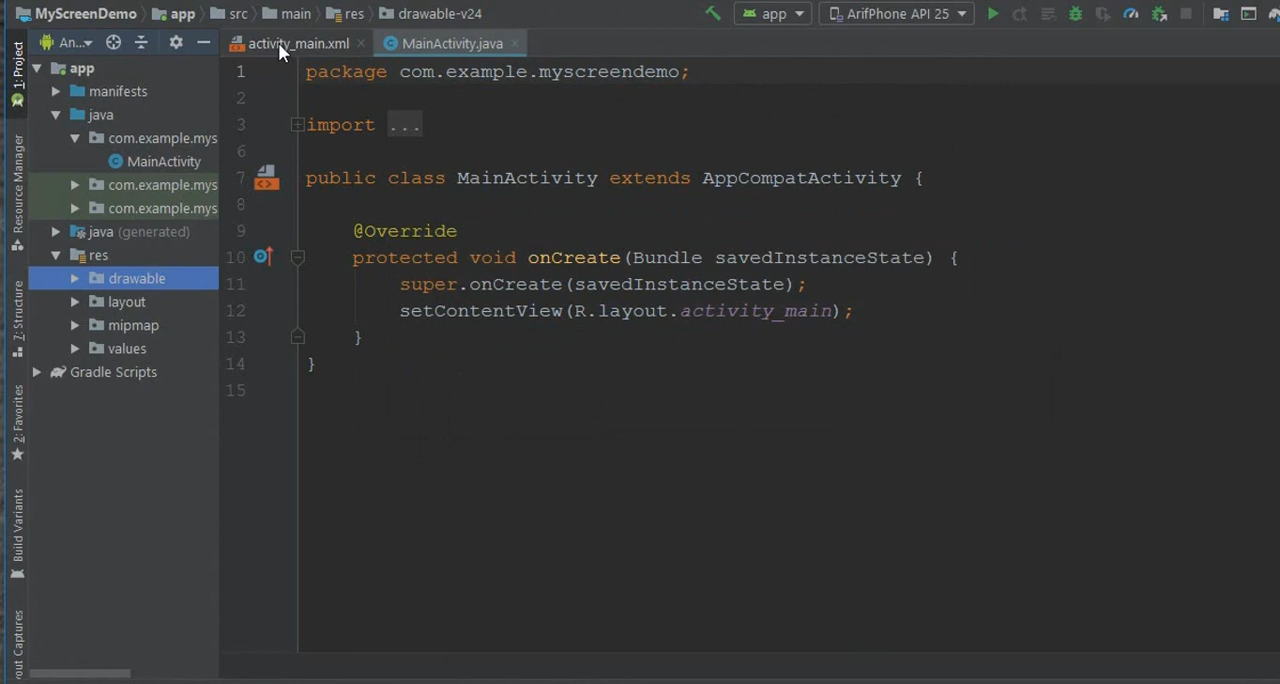 MyScreenDemo app src main res drawable-v24 app ArifPhone API 25
An... activity_main.xml MainActivity.java
1: Project
Resource Manager
7: Structure
2: Favorites
Build Variants
out Captures
app
manifests
java
com.example.mys
MainActivity
com.example.mys
com.example.mys
java (generated)
res
drawable
layout
mipmap
values
Gradle Scripts
1 package com.example.myscreendemo;
2
3 import ...
6
7 public class MainActivity extends AppCompatActivity {
8
9 @Override
10 protected void onCreate(Bundle savedInstanceState) {
11 super.onCreate(savedInstanceState);
12 setContentView(R.layout.activity_main);
13 }
14 }
15